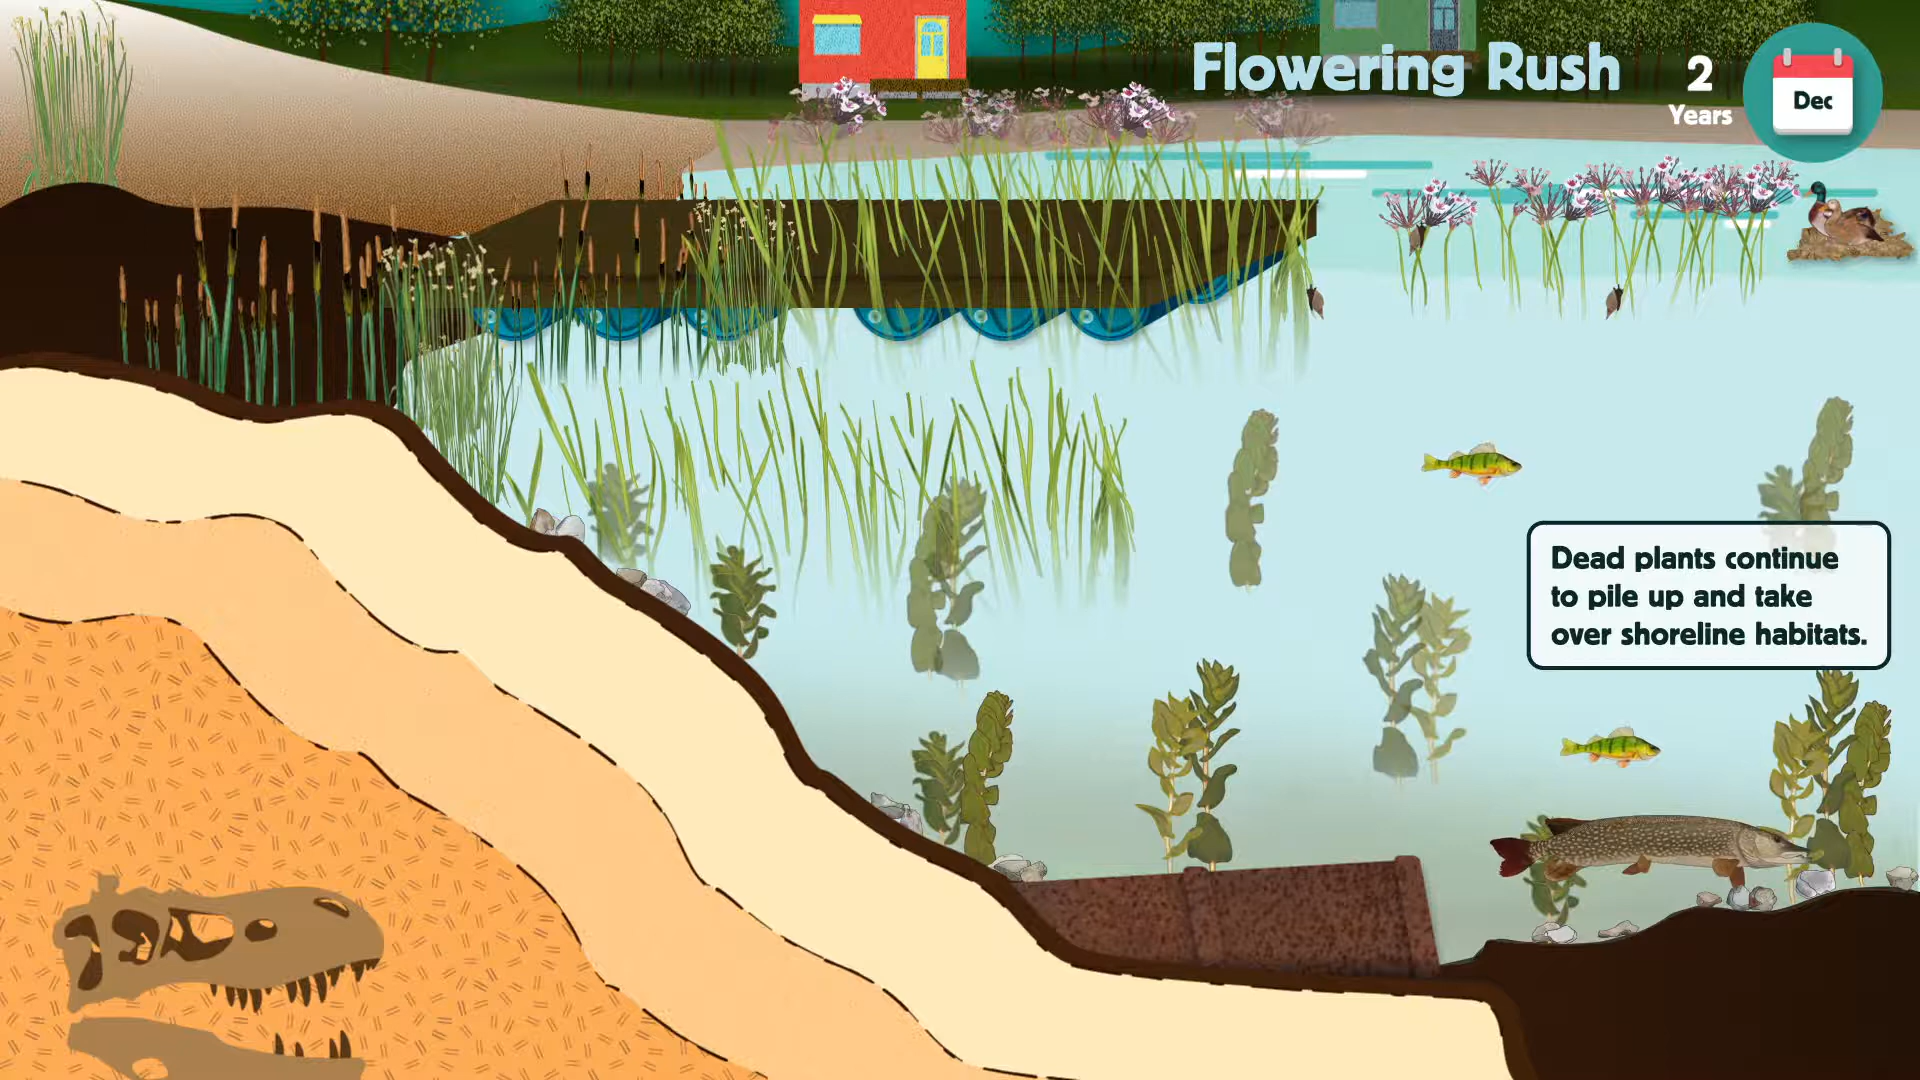 Flowering Rush
2
Years
Dec
Dead plants continue
to pile up and take
over shoreline habitats.